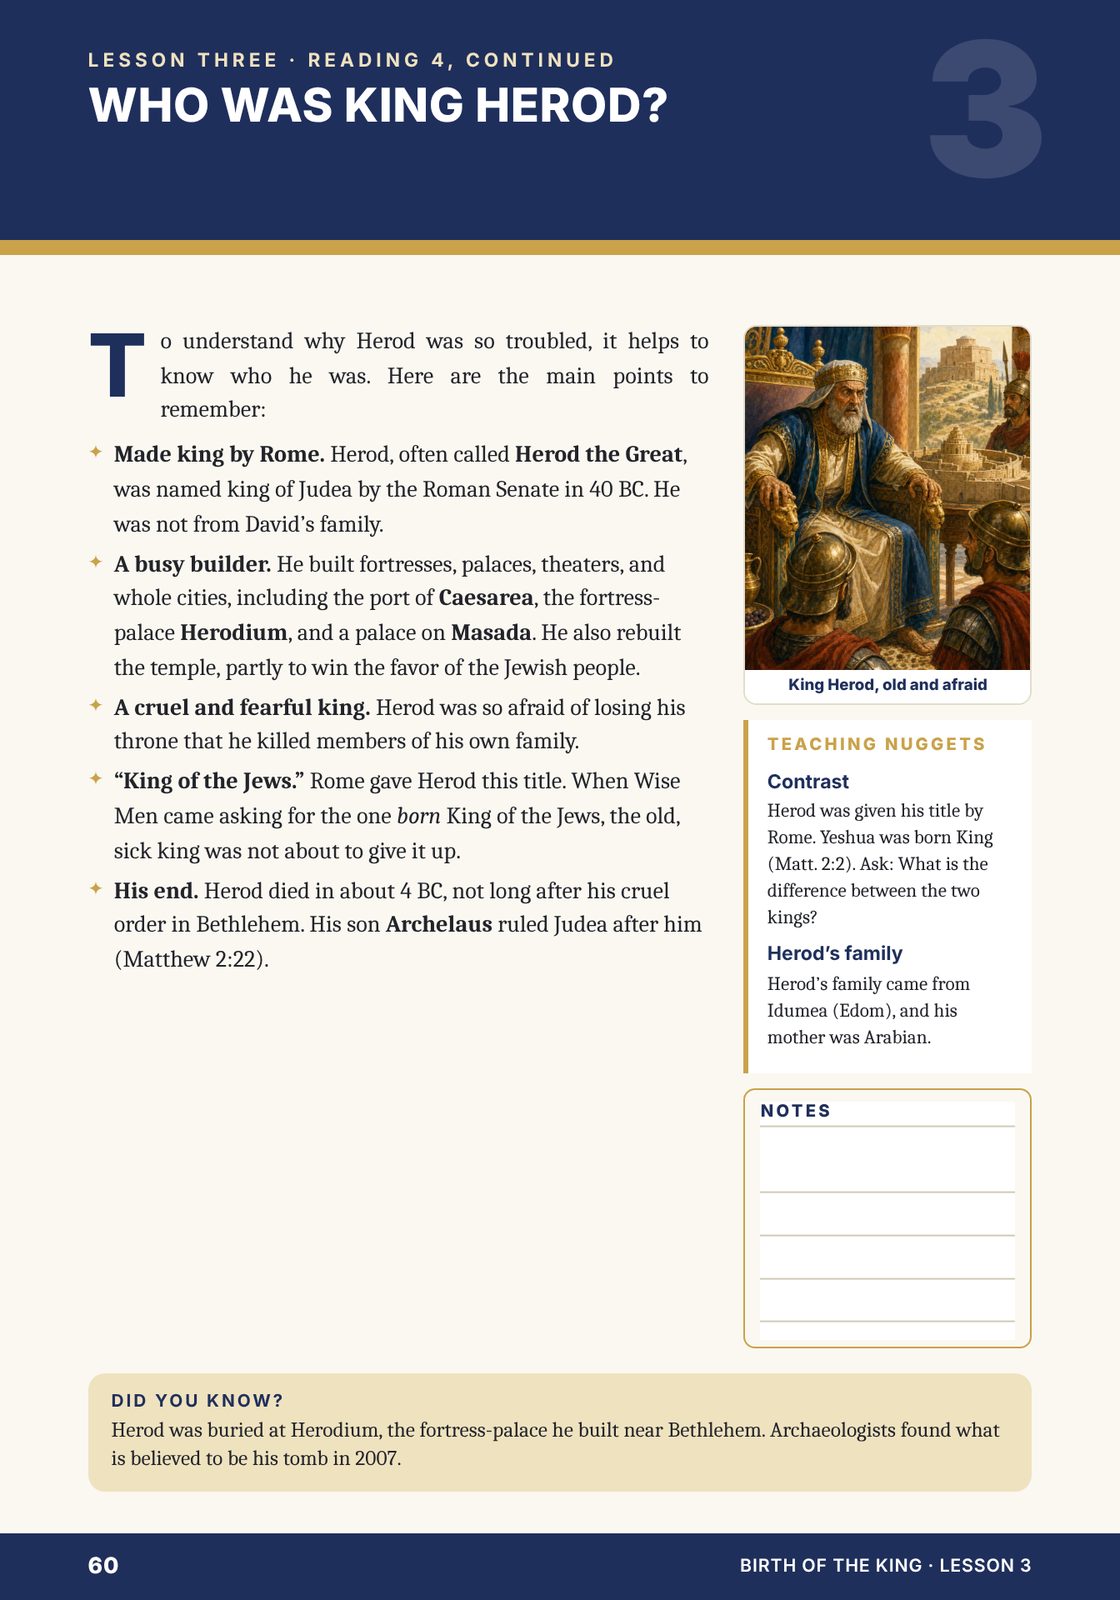 LESSON THREE · READING 4, CONTINUED
WHO WAS KING HEROD?
3
To understand why Herod was so troubled, it helps to
know who he was. Here are the main points to
remember:
✦ Made king by Rome. Herod, often called Herod the Great,
was named king of Judea by the Roman Senate in 40 BC. He
was not from David’s family.
✦ A busy builder. He built fortresses, palaces, theaters, and
whole cities, including the port of Caesarea, the fortress-
palace Herodium, and a palace on Masada. He also rebuilt
the temple, partly to win the favor of the Jewish people.
✦ A cruel and fearful king. Herod was so afraid of losing his
throne that he killed members of his own family.
✦ “King of the Jews.” Rome gave Herod this title. When Wise
Men came asking for the one born King of the Jews, the old,
sick king was not about to give it up.
✦ His end. Herod died in about 4 BC, not long after his cruel
order in Bethlehem. His son Archelaus ruled Judea after him
(Matthew 2:22).
King Herod, old and afraid
TEACHING NUGGETS
Contrast
Herod was given his title by
Rome. Yeshua was born King
(Matt. 2:2). Ask: What is the
difference between the two
kings?
Herod’s family
Herod’s family came from
Idumea (Edom), and his
mother was Arabian.
NOTES
DID YOU KNOW?
Herod was buried at Herodium, the fortress-palace he built near Bethlehem. Archaeologists found what
is believed to be his tomb in 2007.
60
BIRTH OF THE KING · LESSON 3